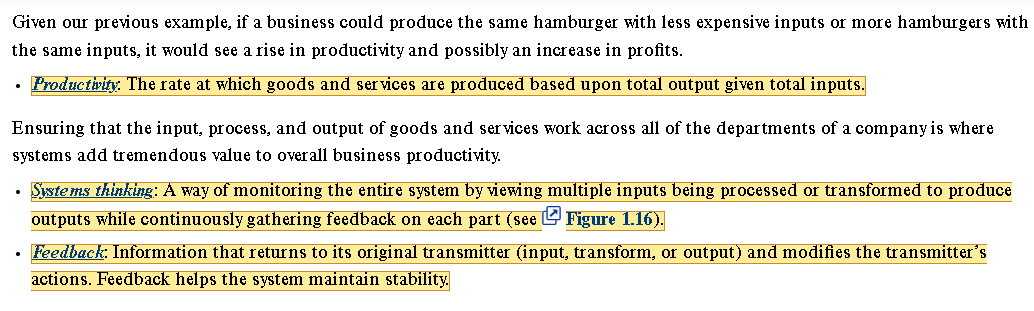 Given our previous example, if a business could produce the same hamburger with less expensive inputs or more hamburgers with
the same inputs, it would see a rise in productivity and possibly an increase in profits.
• Productivity: The rate at which goods and services are produced based upon total output given total inputs.
Ensuring that the input, process, and output of goods and services work across all of the departments of a company is where
systems add tremendous value to overall business productivity.
• Systems thinking: A way of monitoring the entire system by viewing multiple inputs being processed or transformed to produce
outputs while continuously gathering feedback on each part (see Figure 1.16).
• Feedback: Information that returns to its original transmitter (input, transform, or output) and modifies the transmitter’s
actions. Feedback helps the system maintain stability.